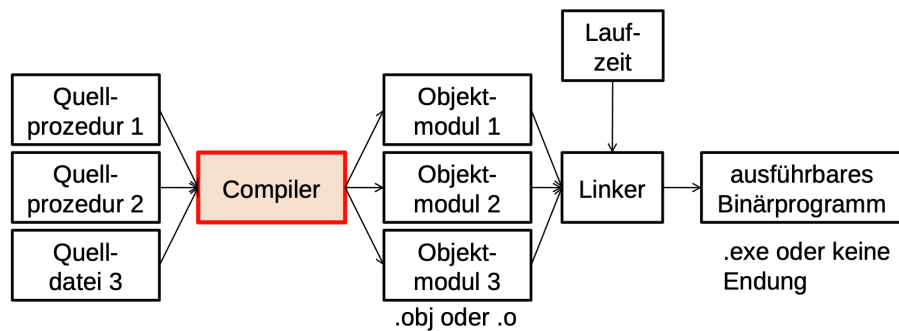 Lauf-
zeit
Quell-
prozedur 1
Quell-
prozedur 2
Quell-
datei 3
Compiler
Objekt-
modul 1
Objekt-
modul 2
Objekt-
modul 3
.obj oder .o
Linker
ausführbares
Binärprogramm
.exe oder keine
Endung